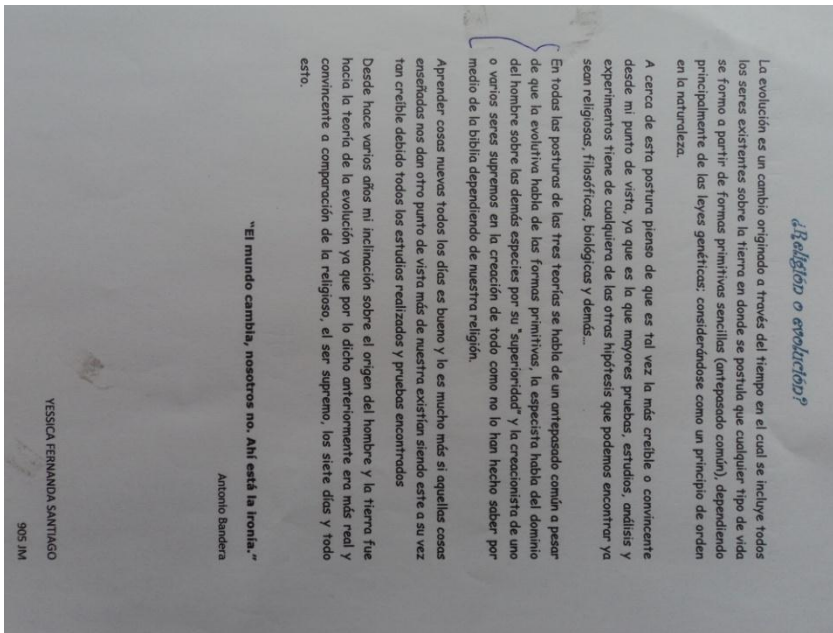 ¿Religión o evolución?
La evolución es un cambio originado a través del tiempo en el cual se incluye todos
los seres existentes sobre la tierra en donde se postula que cualquier tipo de vida
se formo a partir de formas primitivas sencillas (antepasado común), dependiendo
principalmente de las leyes genéticas; considerándose como un principio de orden
en la naturaleza.
A cerca de esta postura pienso de que es tal vez la más creíble o convincente
desde mi punto de vista, ya que es la que mayores pruebas, estudios, análisis y
experimentos tiene de cualquiera de las otras hipótesis que podemos encontrar ya
sean religiosas, filosóficas, biológicas y demás...
En todas las posturas de las tres teorías se habla de un antepasado común a pesar
de que la evolutiva habla de las formas primitivas, la especista habla del dominio
del hombre sobre las demás especies por su "superioridad" y la creacionista de uno
o varios seres supremos en la creación de todo como no lo han hecho saber por
medio de la biblia dependiendo de nuestra religión.
Aprender cosas nuevas todos los días es bueno y lo es mucho más si aquellas cosas
enseñadas nos dan otro punto de vista más de nuestra existían siendo este a su vez
tan creíble debido todos los estudios realizados y pruebas encontrados
Desde hace varios años mi inclinación sobre el origen del hombre y la tierra fue
hacia la teoría de la evolución ya que por lo dicho anteriormente era más real y
convincente a comparación de la religioso, el ser supremo, los siete días y todo
esto.
"El mundo cambia, nosotros no. Ahí está la ironía."
Antonio Bandera
YESSICA FERNANDA SANTIAGO
905 JM